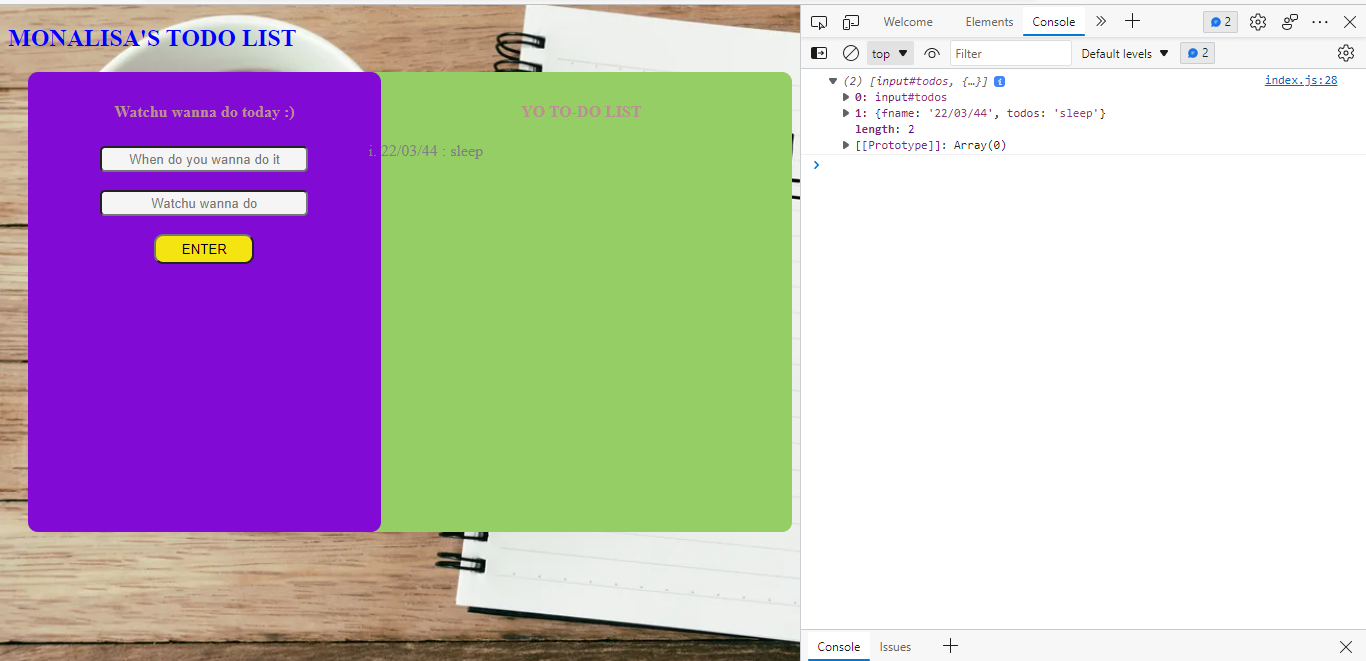 MONALISA'S TODO LIST
Watchu wanna do today :)
When do you wanna do it
Watchu wanna do
ENTER
YO TO-DO LIST
i. 22/03/44 : sleep
Welcome Elements Console 2
top Filter Default levels 2
(2) [input#todos, {…}] i index.js:28
0: input#todos
1: {fname: '22/03/44', todos: 'sleep'}
length: 2
[[Prototype]]: Array(0)
Console Issues